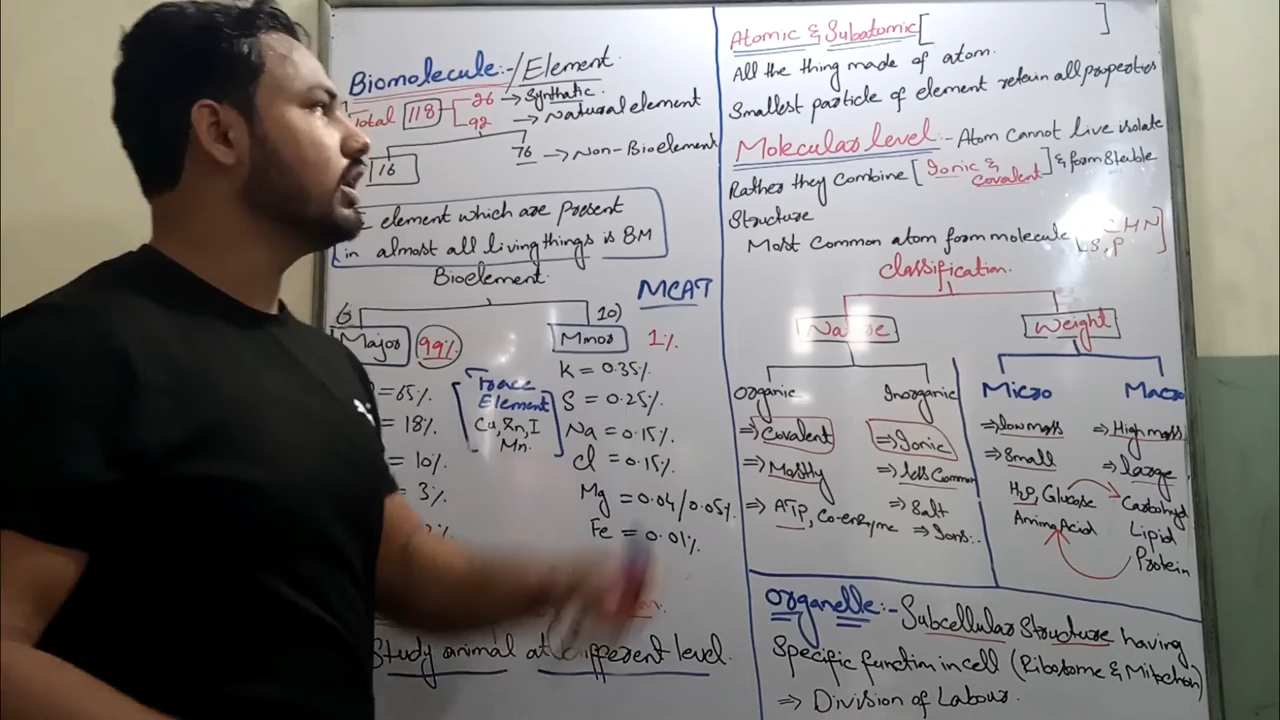 Biomolecule:-/Element
Total 118
26 → Synthatic.
92 → Natural element
16
76 → Non-Bioelement
element which are present
in almost all living things is BM
Bioelement.
MCAT
6)
10)
Major 99%
Minor 1%
= 65%
= 18%
= 10%
= 3%
Trace
Element
Cu, Zn, I
Mn.
K = 0.35%
S = 0.25%
Na = 0.15%
Cl = 0.15%
Mg = 0.04/0.05%
Fe = 0.01%
Study animal at different level.
Atomic & Subatomic [ ]
All the thing made of atom.
Smallest particle of element retain all properties
Molecular level:- Atom cannot live isolate
Rather they combine [Ionic & Covalent] & form Stable
Structure
Most Common atom form molecule CHN
S,P]
Classification.
Nature
Weight
Organic
⇒ Covalent
⇒ Mostly
⇒ ATP, Co-enzyme
Inorganic
⇒ Ionic
⇒ less Common
⇒ Salt
⇒ Ions..
Micro
⇒ low mass
⇒ Small
H2O, Glucose
Amino Acid
Macro
⇒ High mass
⇒ large
Carbohyd
Lipid
Protein
Organelle:- Subcellular Structure having
Specific function in cell (Ribosome & Mitochon)
⇒ Division of Labour.